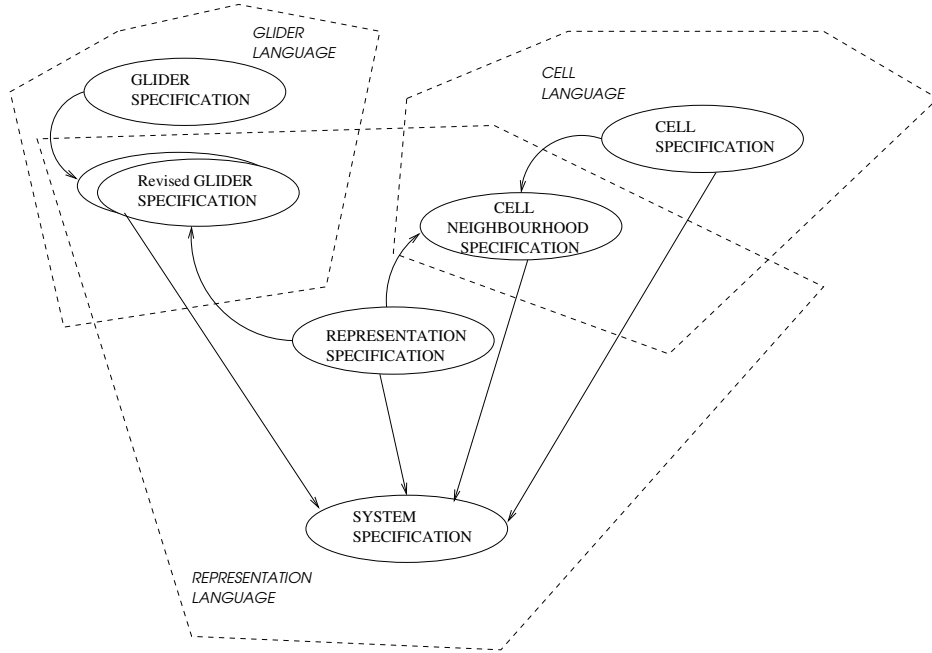 GLIDER
LANGUAGE
GLIDER
SPECIFICATION
CELL
LANGUAGE
CELL
SPECIFICATION
Revised GLIDER
SPECIFICATION
CELL
NEIGHBOURHOOD
SPECIFICATION
REPRESENTATION
SPECIFICATION
SYSTEM
SPECIFICATION
REPRESENTATION
LANGUAGE